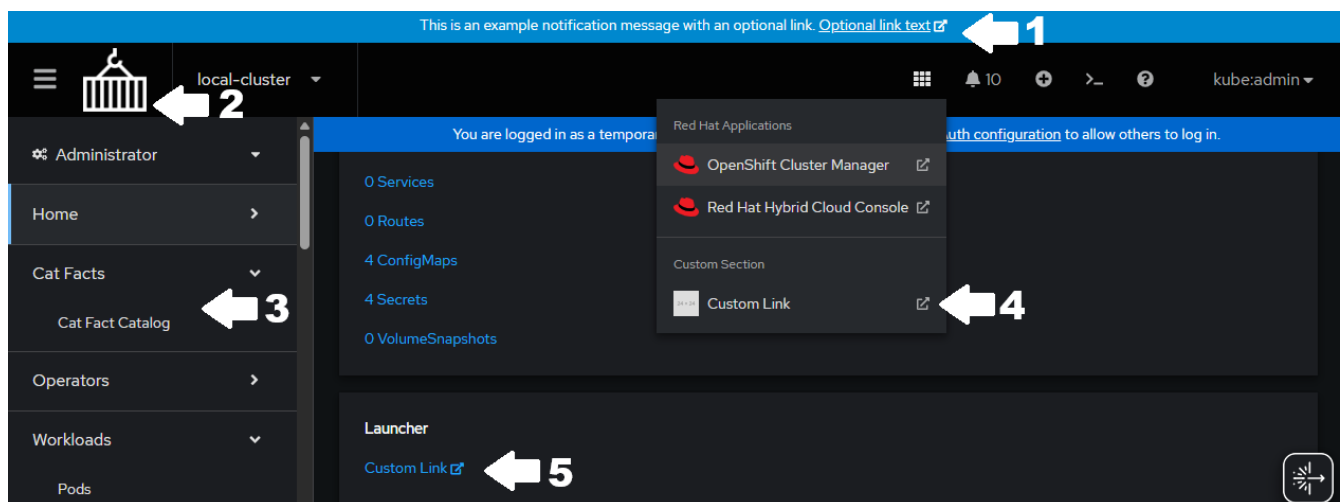 This is an example notification message with an optional link. Optional link text
1
local-cluster
10
kube:admin
2
You are logged in as a tempora
uth configuration to allow others to log in.
Administrator
Home
Cat Facts
Cat Fact Catalog
3
Operators
Workloads
Pods
0 Services
0 Routes
4 ConfigMaps
4 Secrets
0 VolumeSnapshots
Red Hat Applications
OpenShift Cluster Manager
Red Hat Hybrid Cloud Console
Custom Section
Custom Link
4
Launcher
Custom Link
5